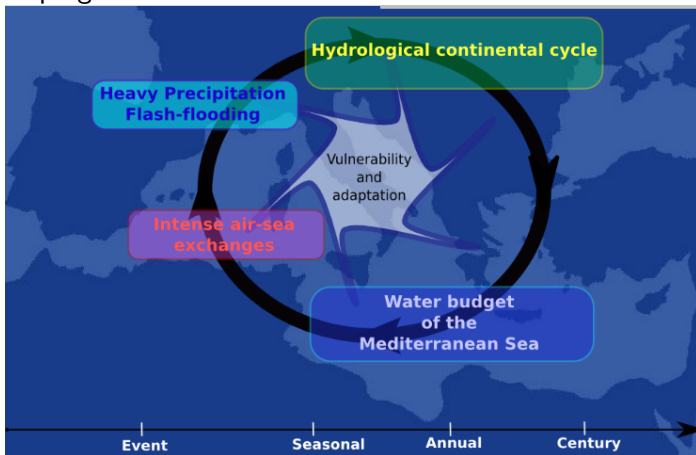 Hydrological continental cycle
Heavy Precipitation
Flash-flooding
Vulnerability
and
adaptation
Intense air-sea
exchanges
Water budget
of the
Mediterranean Sea
Event
Seasonal
Annual
Century